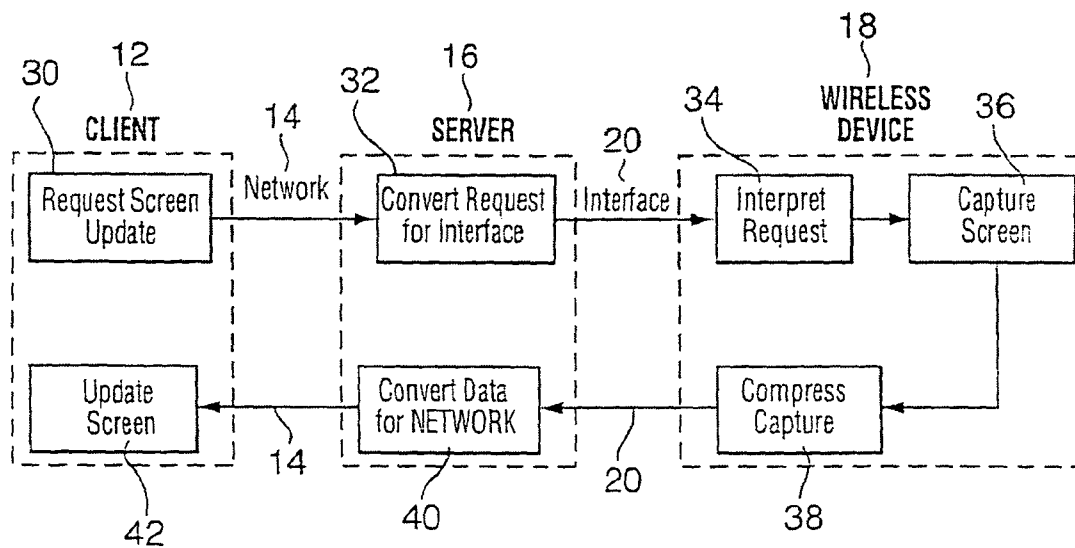 12
16
18
30
CLIENT
14
32
SERVER
20
34
WIRELESS
DEVICE
36
Request Screen
Update
Network
Convert Request
for Interface
Interface
Interpret
Request
Capture
Screen
Update
Screen
Convert Data
for NETWORK
Compress
Capture
14
20
42
40
38